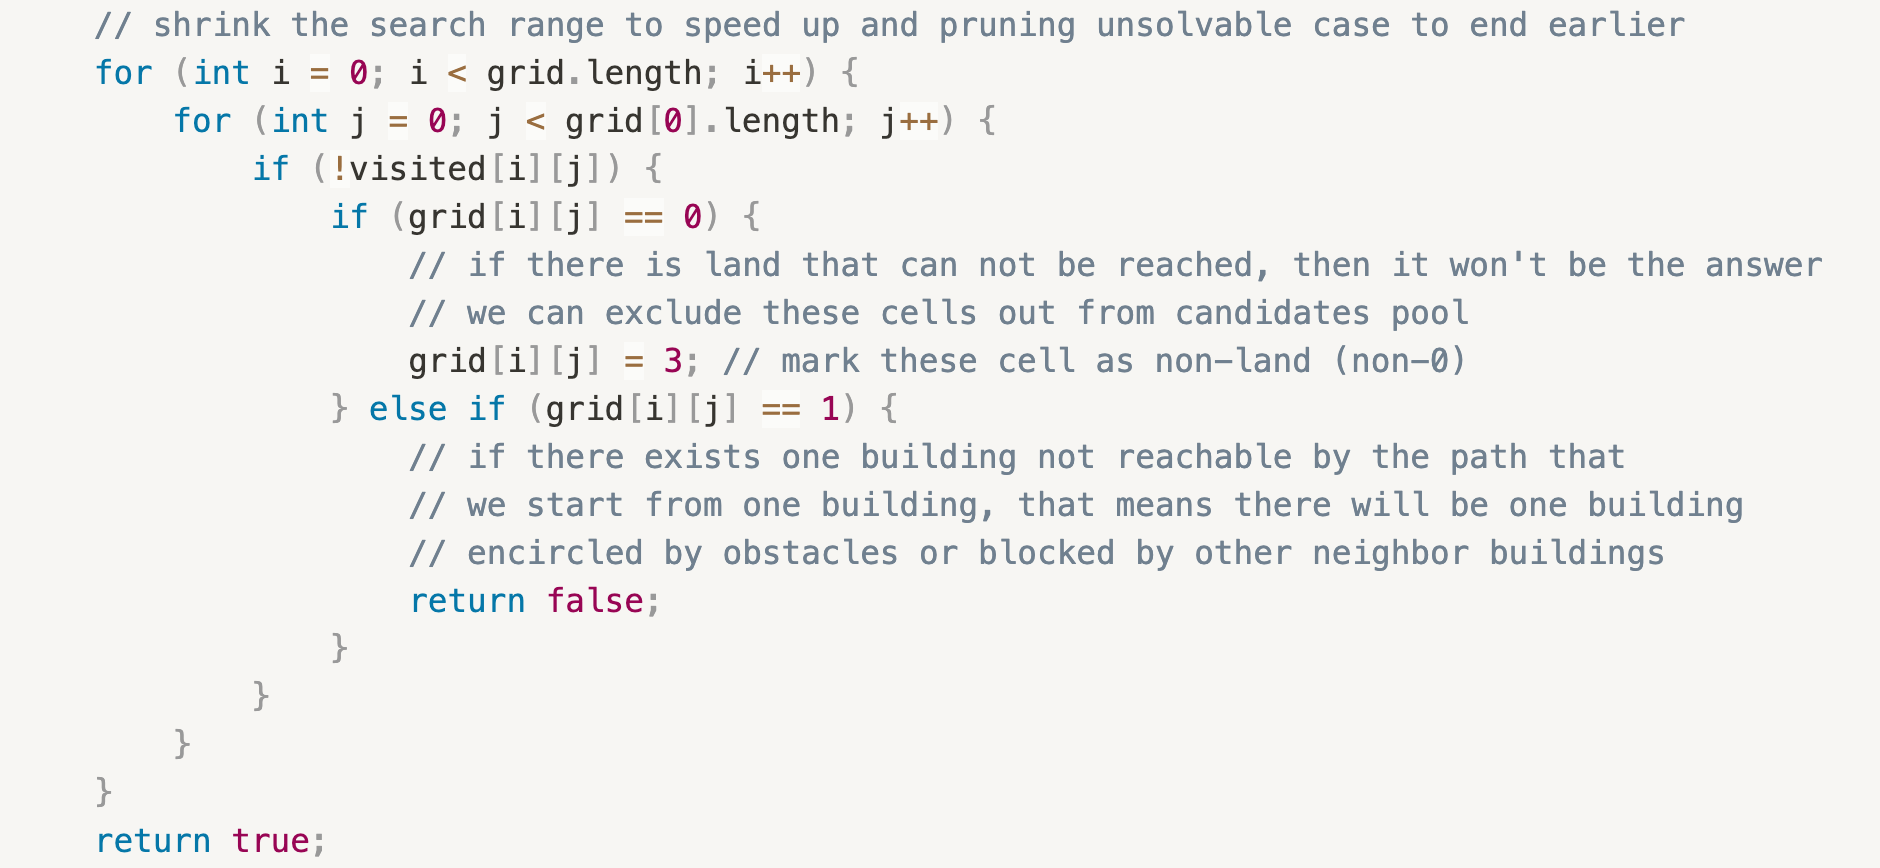 // shrink the search range to speed up and pruning unsolvable case to end earlier
for (int i = 0; i < grid.length; i++) {
    for (int j = 0; j < grid[0].length; j++) {
        if (!visited[i][j]) {
            if (grid[i][j] == 0) {
                // if there is land that can not be reached, then it won't be the answer
                // we can exclude these cells out from candidates pool
                grid[i][j] = 3; // mark these cell as non-land (non-0)
            } else if (grid[i][j] == 1) {
                // if there exists one building not reachable by the path that
                // we start from one building, that means there will be one building
                // encircled by obstacles or blocked by other neighbor buildings
                return false;
            }
        }
    }
}
return true;